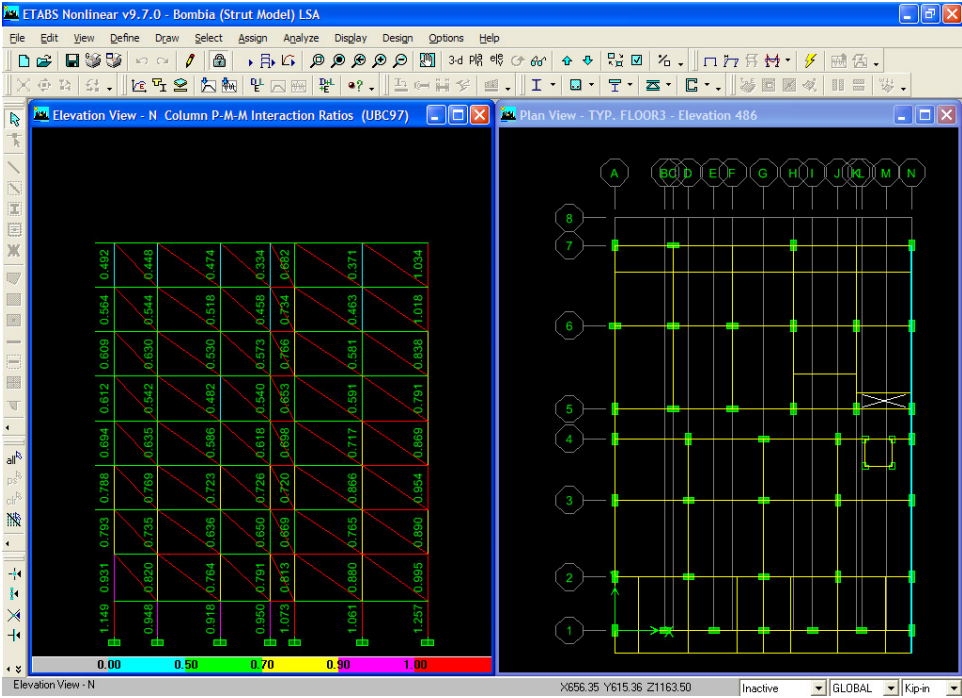 ETABS Nonlinear v9.7.0 - Bombia (Strut Model) LSA
File Edit View Define Draw Select Assign Analyze Display Design Options Help
3-d
Elevation View - N Column P-M-M Interaction Ratios (UBC97)
Plan View - TYP. FLOOR3 - Elevation 486
all
ps
clr
A B C D E F G H I J K L M N
8
7
6
5
4
3
2
1
0.492 0.448 0.474 0.334 0.682 0.371 1.034
0.564 0.544 0.518 0.458 0.734 0.463 1.018
0.609 0.630 0.530 0.573 0.766 0.581 0.838
0.612 0.542 0.482 0.540 0.653 0.591 0.791
0.694 0.635 0.586 0.618 0.698 0.717 0.869
0.788 0.769 0.723 0.726 0.720 0.866 0.954
0.793 0.735 0.636 0.650 0.669 0.765 0.890
0.931 0.820 0.764 0.791 0.813 0.880 0.995
1.149 0.948 0.918 0.950 1.073 1.061 1.257
0.00 0.50 0.70 0.90 1.00
Elevation View - N
X656.35 Y615.36 Z1163.50
Inactive
GLOBAL
Kip-in